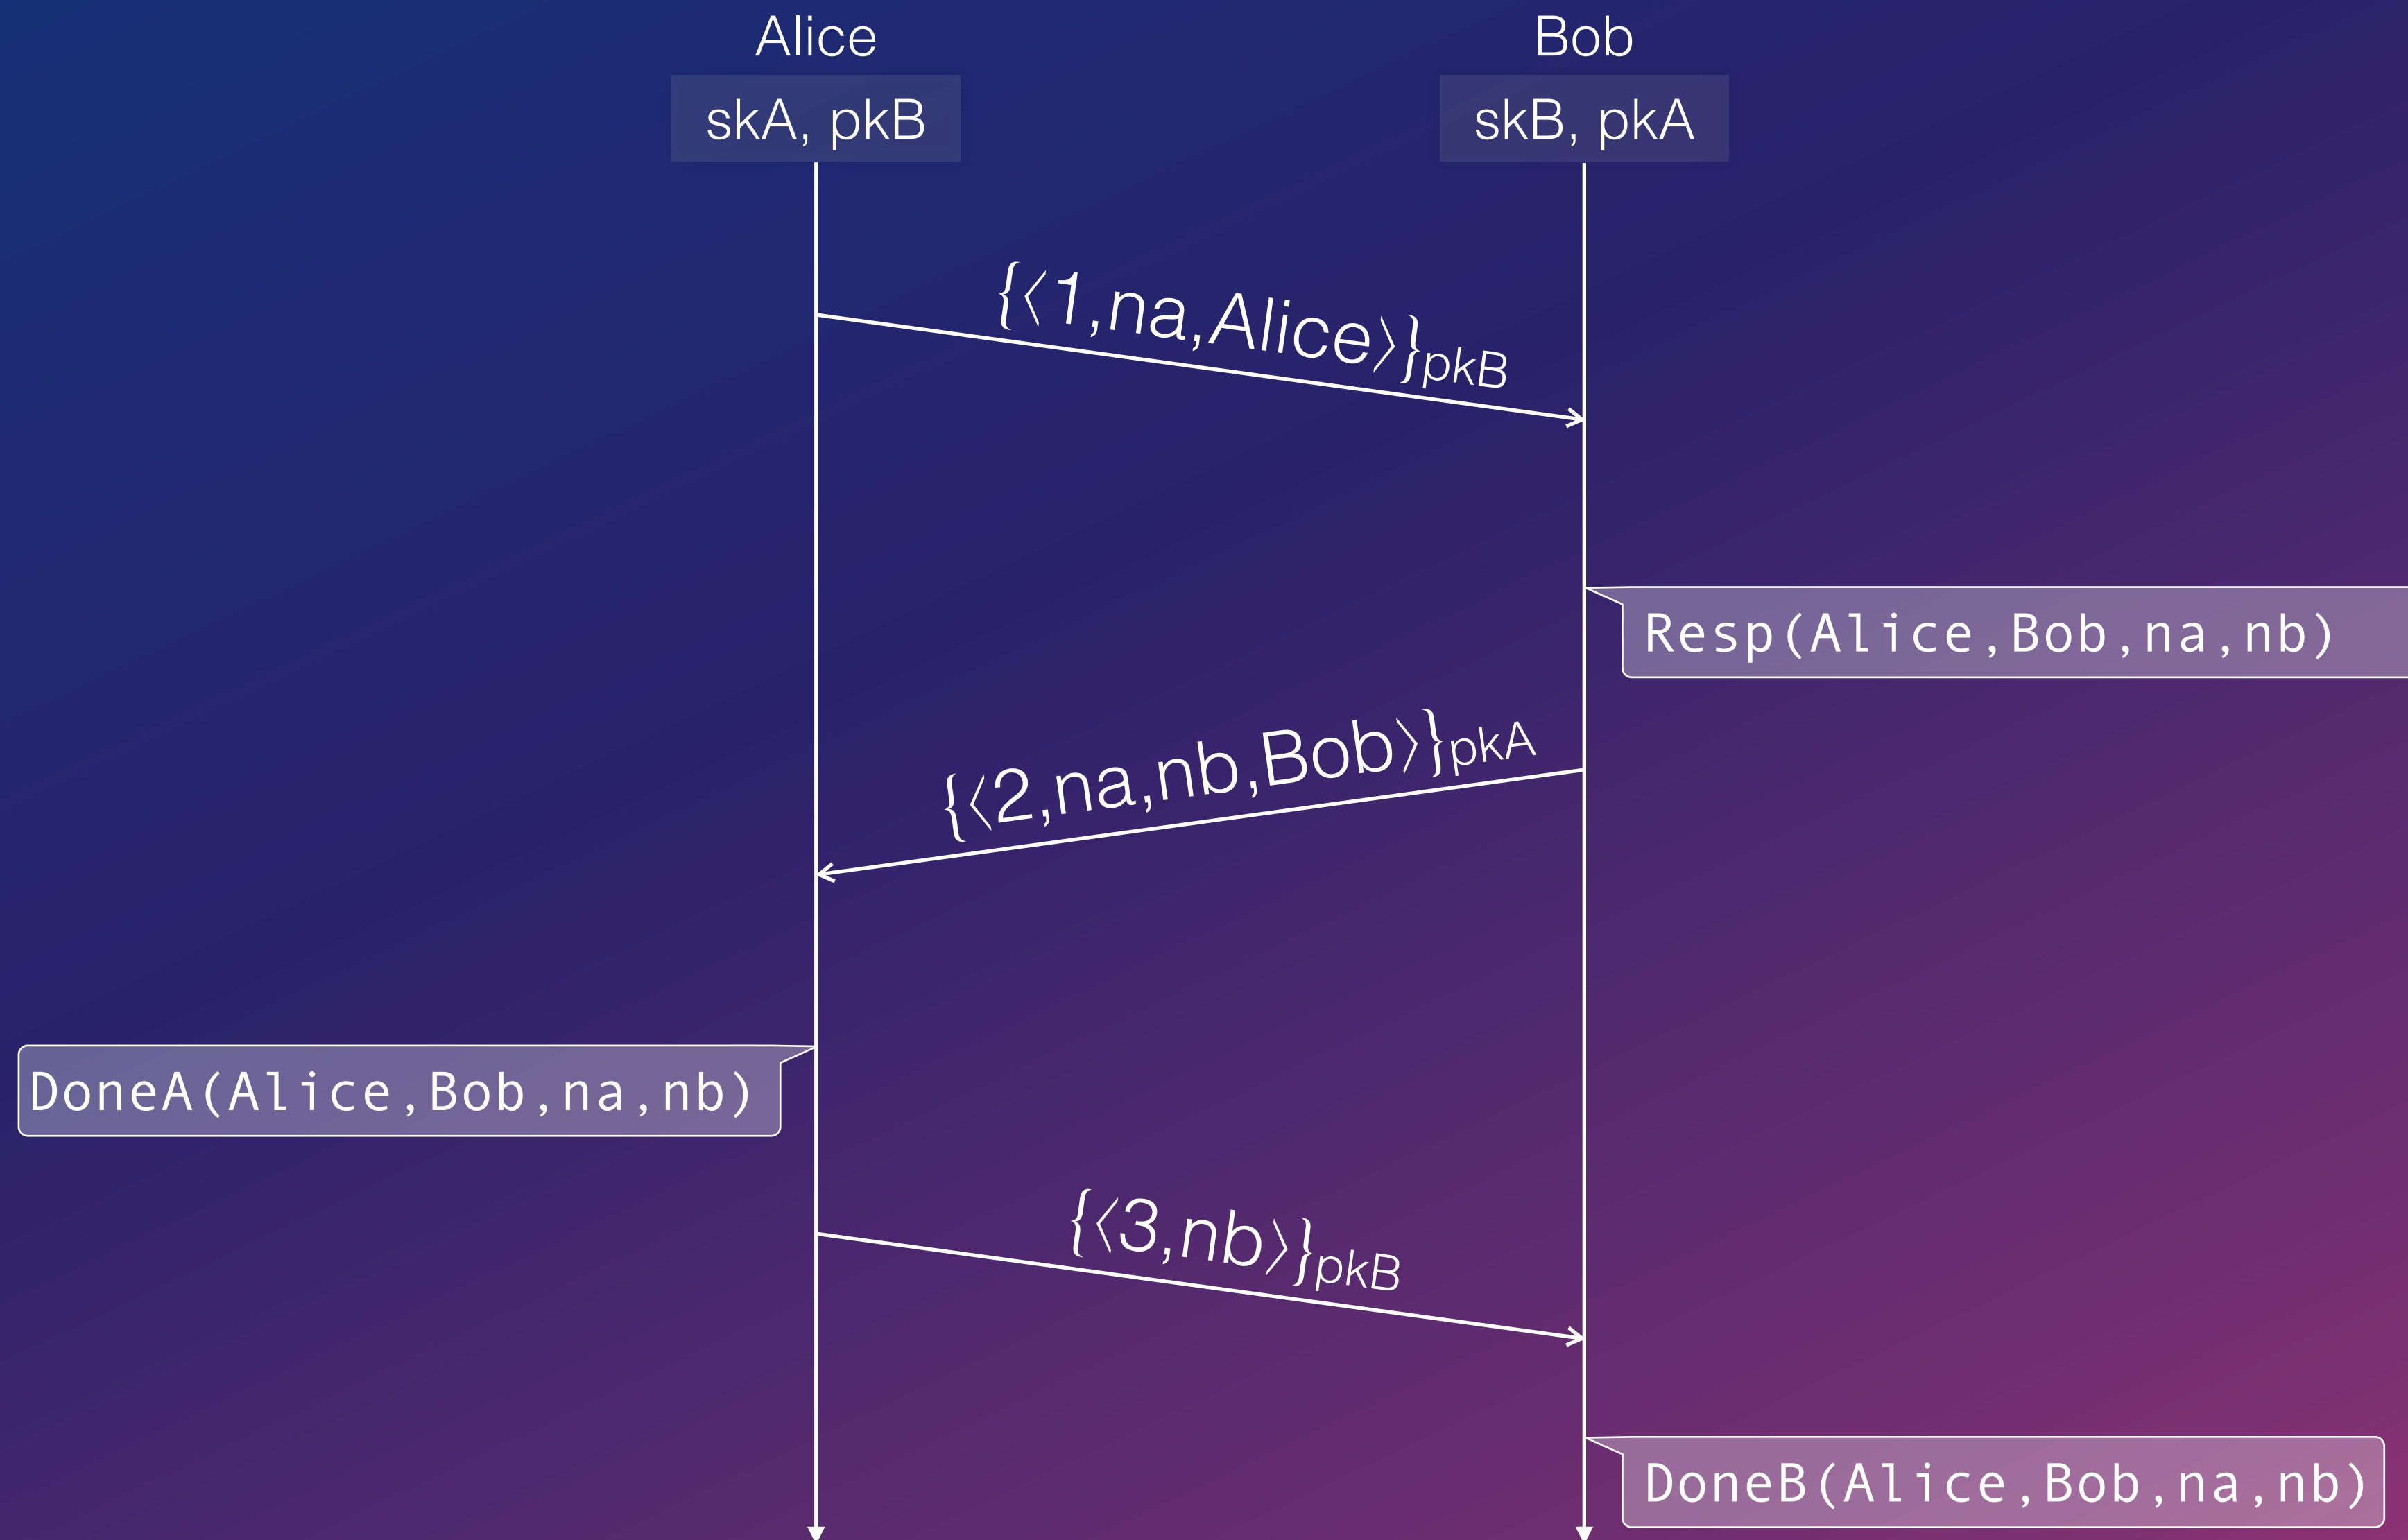 Alice
Bob
skA, pkB
skB, pkA
{⟨1,na,Alice⟩}pkB
Resp(Alice,Bob,na,nb)
{⟨2,na,nb,Bob⟩}pkA
DoneA(Alice,Bob,na,nb)
{⟨3,nb⟩}pkB
DoneB(Alice,Bob,na,nb)